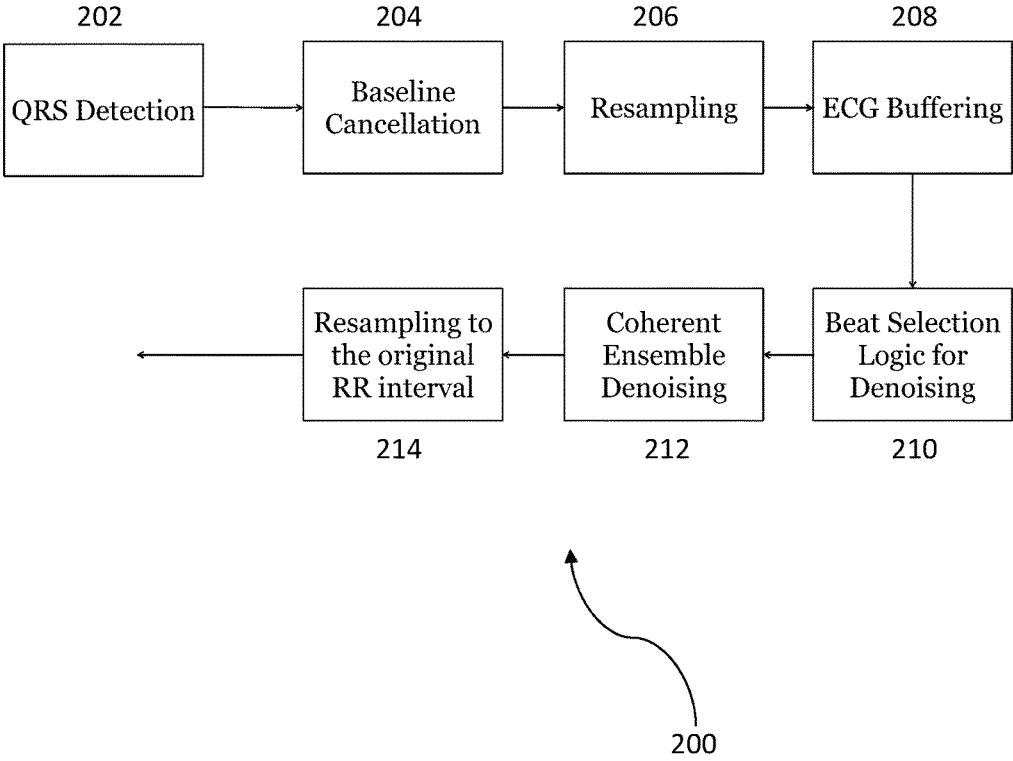 202
204
206
208
QRS Detection
Baseline
Cancellation
Resampling
ECG Buffering
Resampling to
the original
RR interval
Coherent
Ensemble
Denoising
Beat Selection
Logic for
Denoising
214
212
210
200